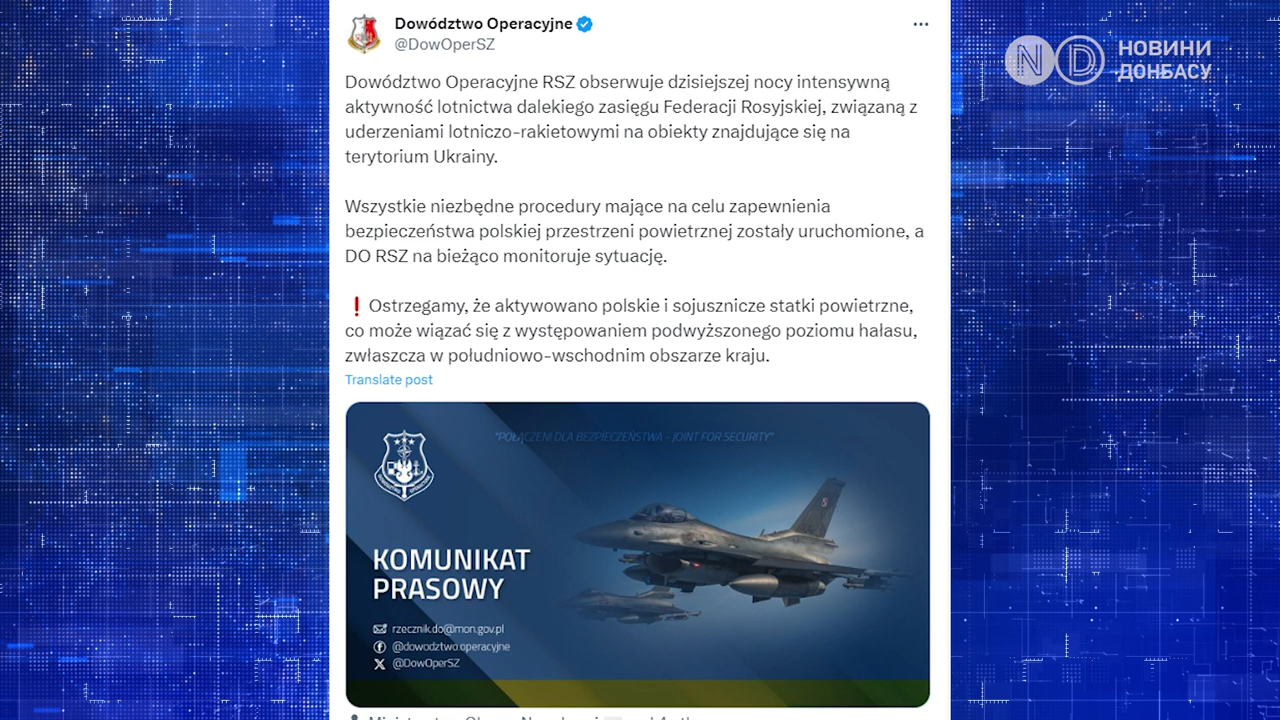 Dowództwo Operacyjne
@DowOperSZ
ND НОВИНИ
ДОНБАСУ
Dowództwo Operacyjne RSZ obserwuje dzisiejszej nocy intensywną
aktywność lotnictwa dalekiego zasięgu Federacji Rosyjskiej, związaną z
uderzeniami lotniczo-rakietowymi na obiekty znajdujące się na
terytorium Ukrainy.
Wszystkie niezbędne procedury mające na celu zapewnienia
bezpieczeństwa polskiej przestrzeni powietrznej zostały uruchomione, a
DO RSZ na bieżąco monitoruje sytuację.
❗Ostrzegamy, że aktywowano polskie i sojusznicze statki powietrzne,
co może wiązać się z występowaniem podwyższonego poziomu hałasu,
zwłaszcza w południowo-wschodnim obszarze kraju.
Translate post
"POŁĄCZENI DLA BEZPIECZEŃSTWA - JOINT FOR SECURITY"
KOMUNIKAT
PRASOWY
rzecznik.do@mon.gov.pl
@dowodztwo.operacyjne
@DowOperSZ